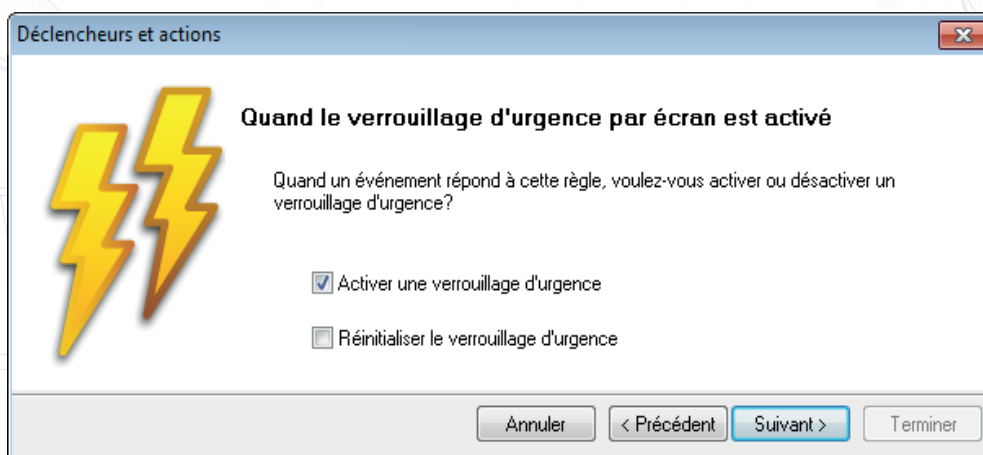 Déclencheurs et actions
Quand le verrouillage d'urgence par écran est activé
Quand un événement répond à cette règle, voulez-vous activer ou désactiver un
verrouillage d'urgence?
Activer une verrouillage d'urgence
Réinitialiser le verrouillage d'urgence
Annuler
< Précédent
Suivant >
Terminer